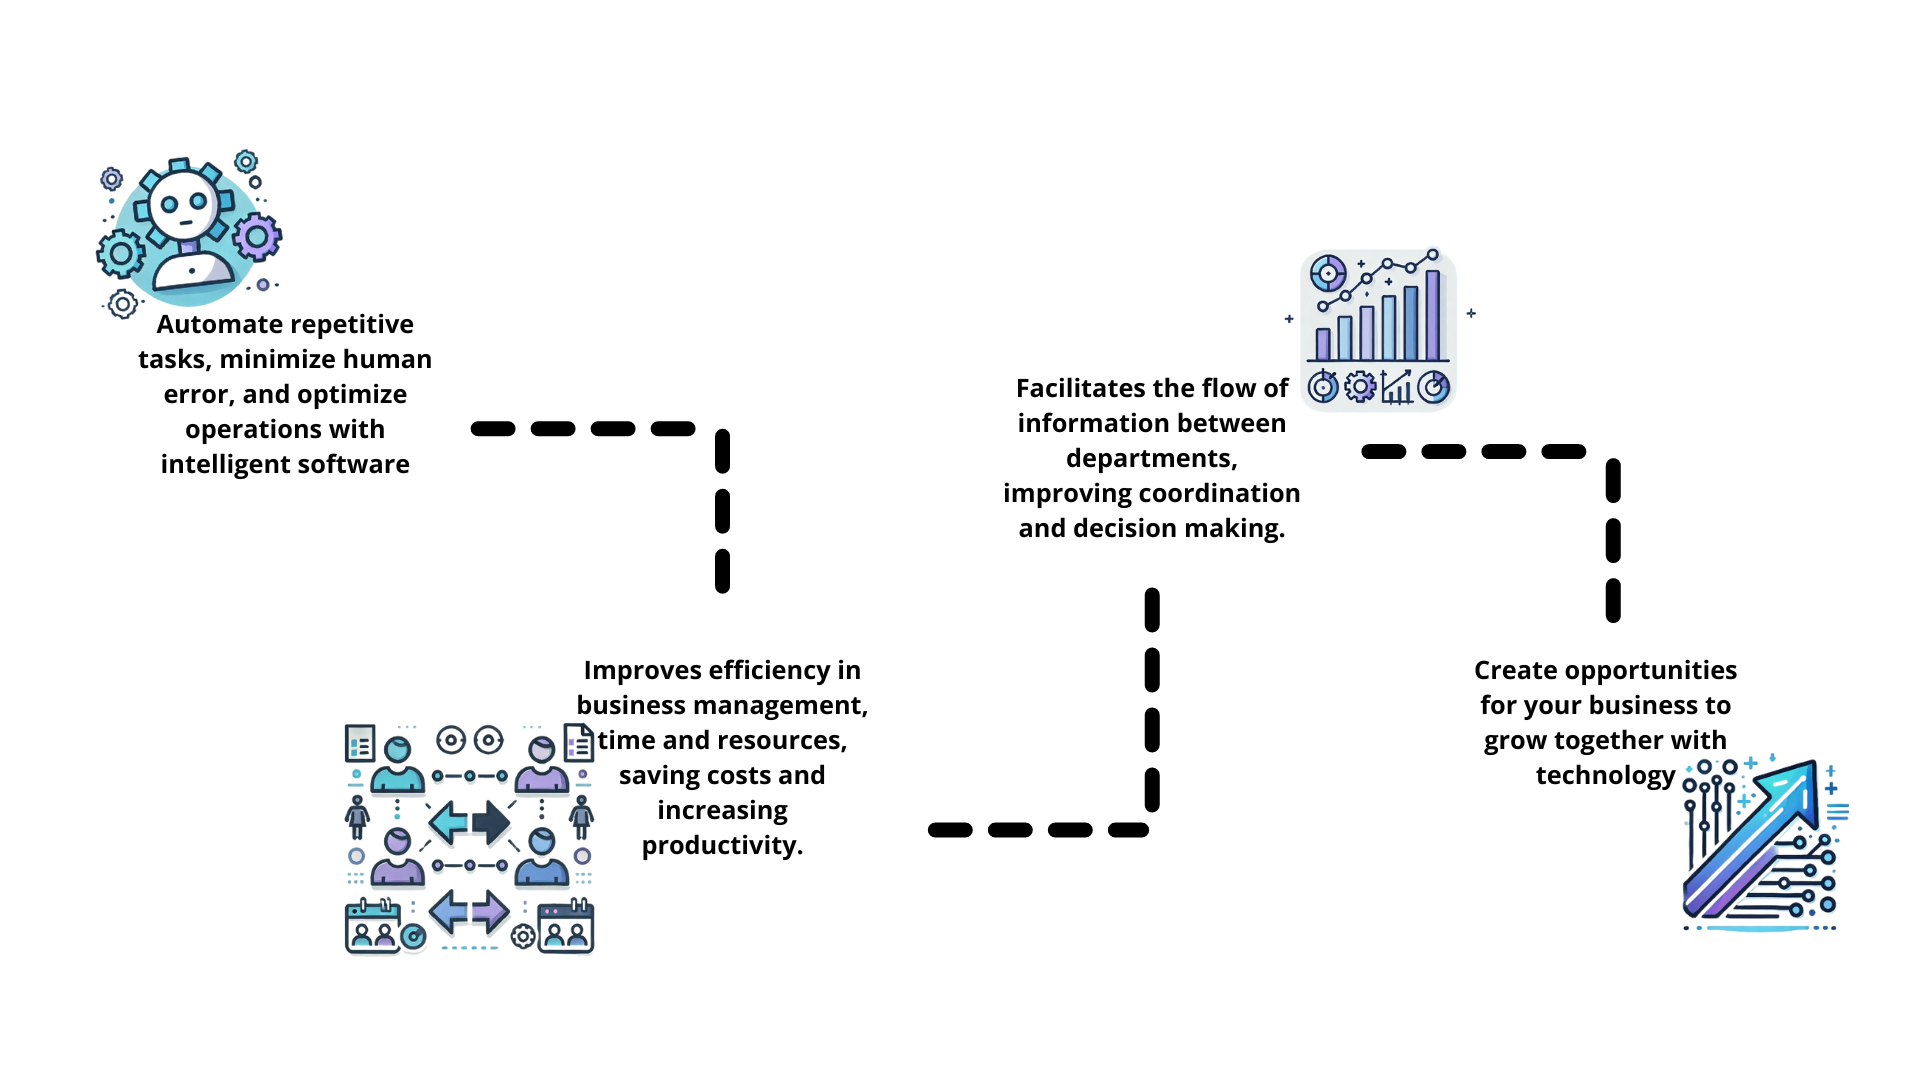 Automate repetitive
tasks, minimize human
error, and optimize
operations with
intelligent software
Improves efficiency in
business management,
time and resources,
saving costs and
increasing
productivity.
Facilitates the flow of
information between
departments,
improving coordination
and decision making.
Create opportunities
for your business to
grow together with
technology